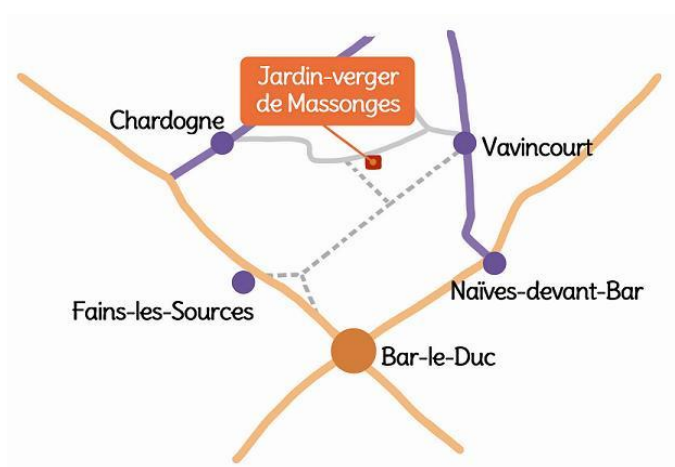 Jardin-verger
de Massonges
Chardogne
Vavincourt
Naïves-devant-Bar
Fains-les-Sources
Bar-le-Duc